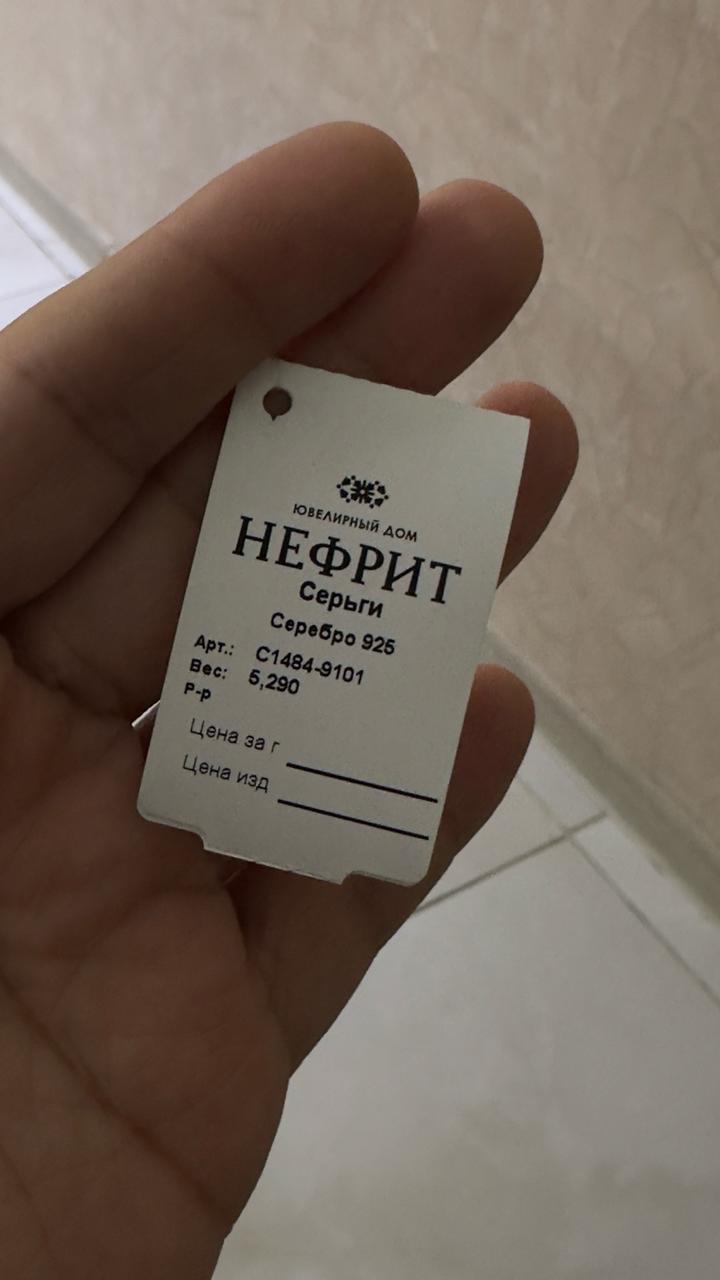 ЮВЕЛИРНЫЙ ДОМ
НЕФРИТ
Серьги
Серебро 925
Арт.: С1484-9101
Вес: 5,290
Р-р
Цена за г
Цена изд